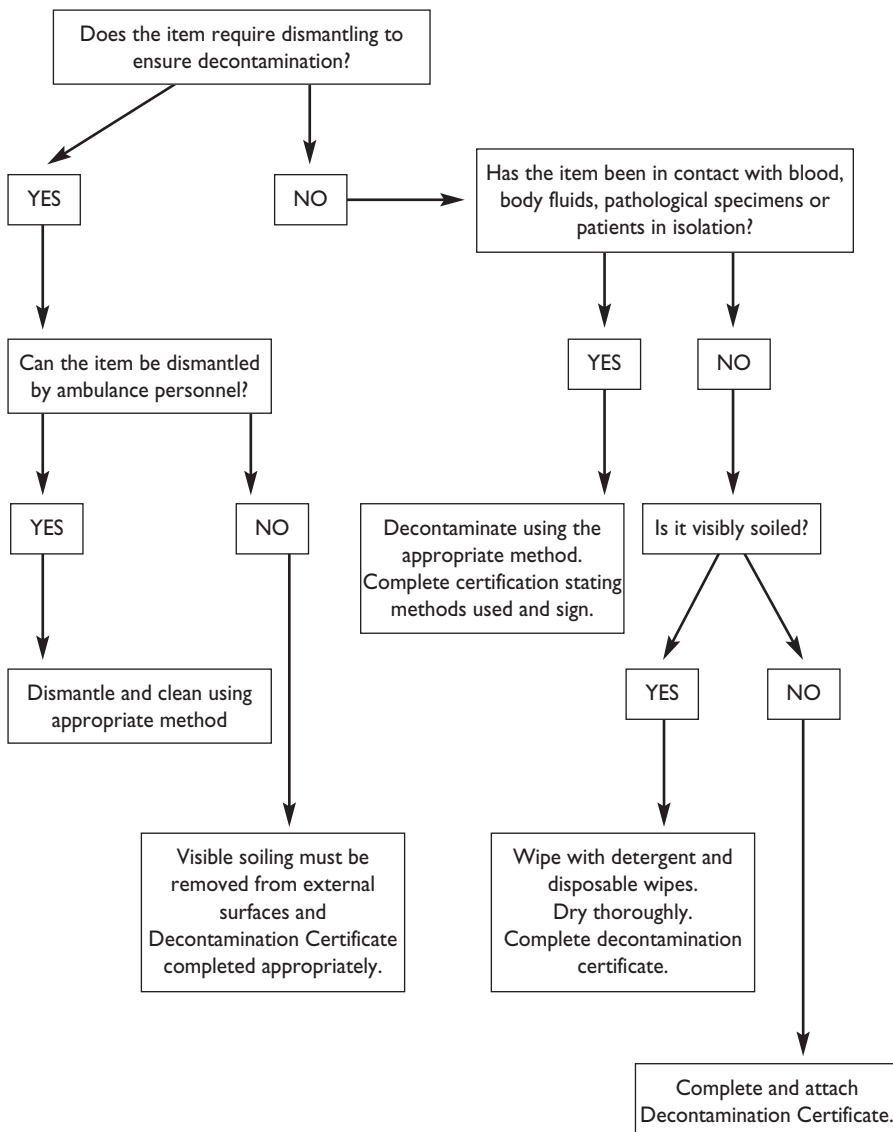 Does the item require dismantling to
ensure decontamination?
YES
NO
Has the item been in contact with blood,
body fluids, pathological specimens or
patients in isolation?
Can the item be dismantled
by ambulance personnel?
YES
NO
YES
NO
Decontaminate using the
appropriate method.
Complete certification stating
methods used and sign.
Is it visibly soiled?
Dismantle and clean using
appropriate method
YES
NO
Visible soiling must be
removed from external
surfaces and
Decontamination Certificate
completed appropriately.
Wipe with detergent and
disposable wipes.
Dry thoroughly.
Complete decontamination
certificate.
Complete and attach
Decontamination Certificate.